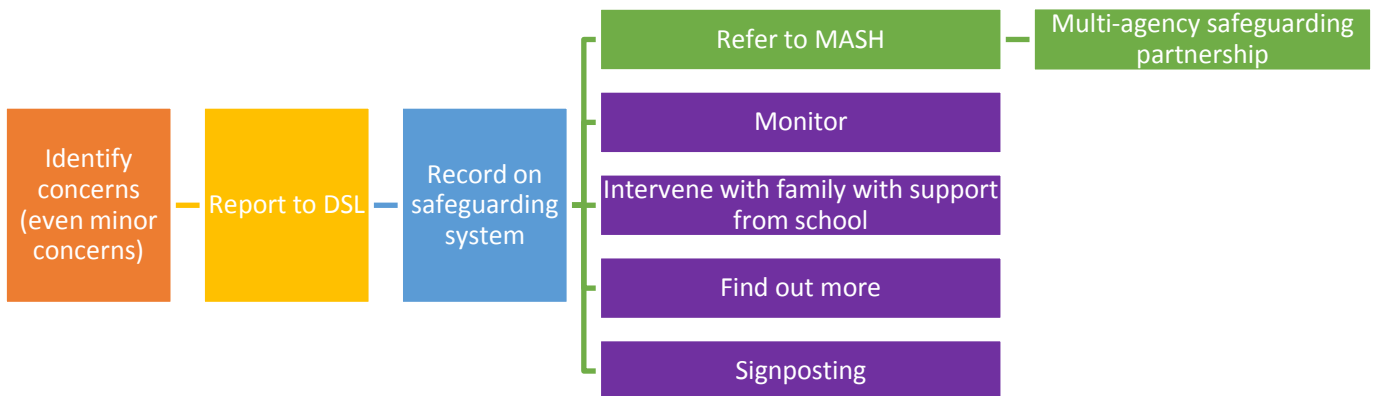 Identify
concerns
(even minor
concerns)
Report to DSL
Record on
safeguarding
system
Refer to MASH
Multi-agency safeguarding
partnership
Monitor
Intervene with family with support
from school
Find out more
Signposting